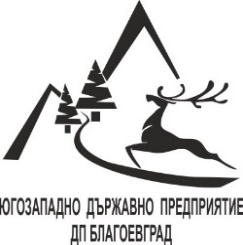 ЮГОЗАПАДНО ДЪРЖАВНО ПРЕДПРИЯТИЕ
ДП БЛАГОЕВГРАД